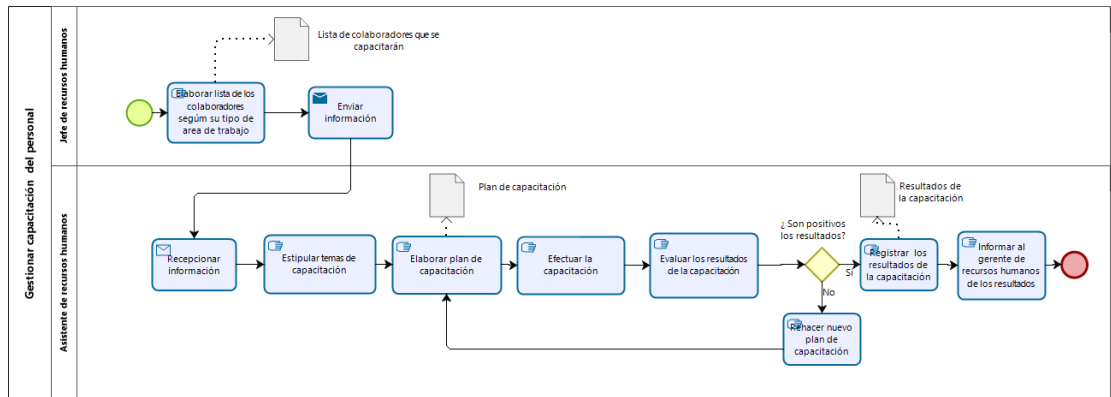 Gestionar capacitación del personal
Jefe de recursos humanos
Lista de colaboradores que se
capacitarán
Elaborar lista de los
colaboradores
segúm su tipo de
area de trabajo
Enviar
información
Asistente de recursos humanos
Plan de capacitación
Resultados de
la capacitación
Recepcionar
información
Estipular temas de
capacitación
Elaborar plan de
capacitación
Efectuar la
capacitación
Evaluar los resultados
de la capacitación
¿ Son positivos
los resultados?
Sí
No
Registrar los
resultados de
la capacitación
Informar al
gerente de
recursos humanos
de los resultados
Rehacer nuevo
plan de
capacitación